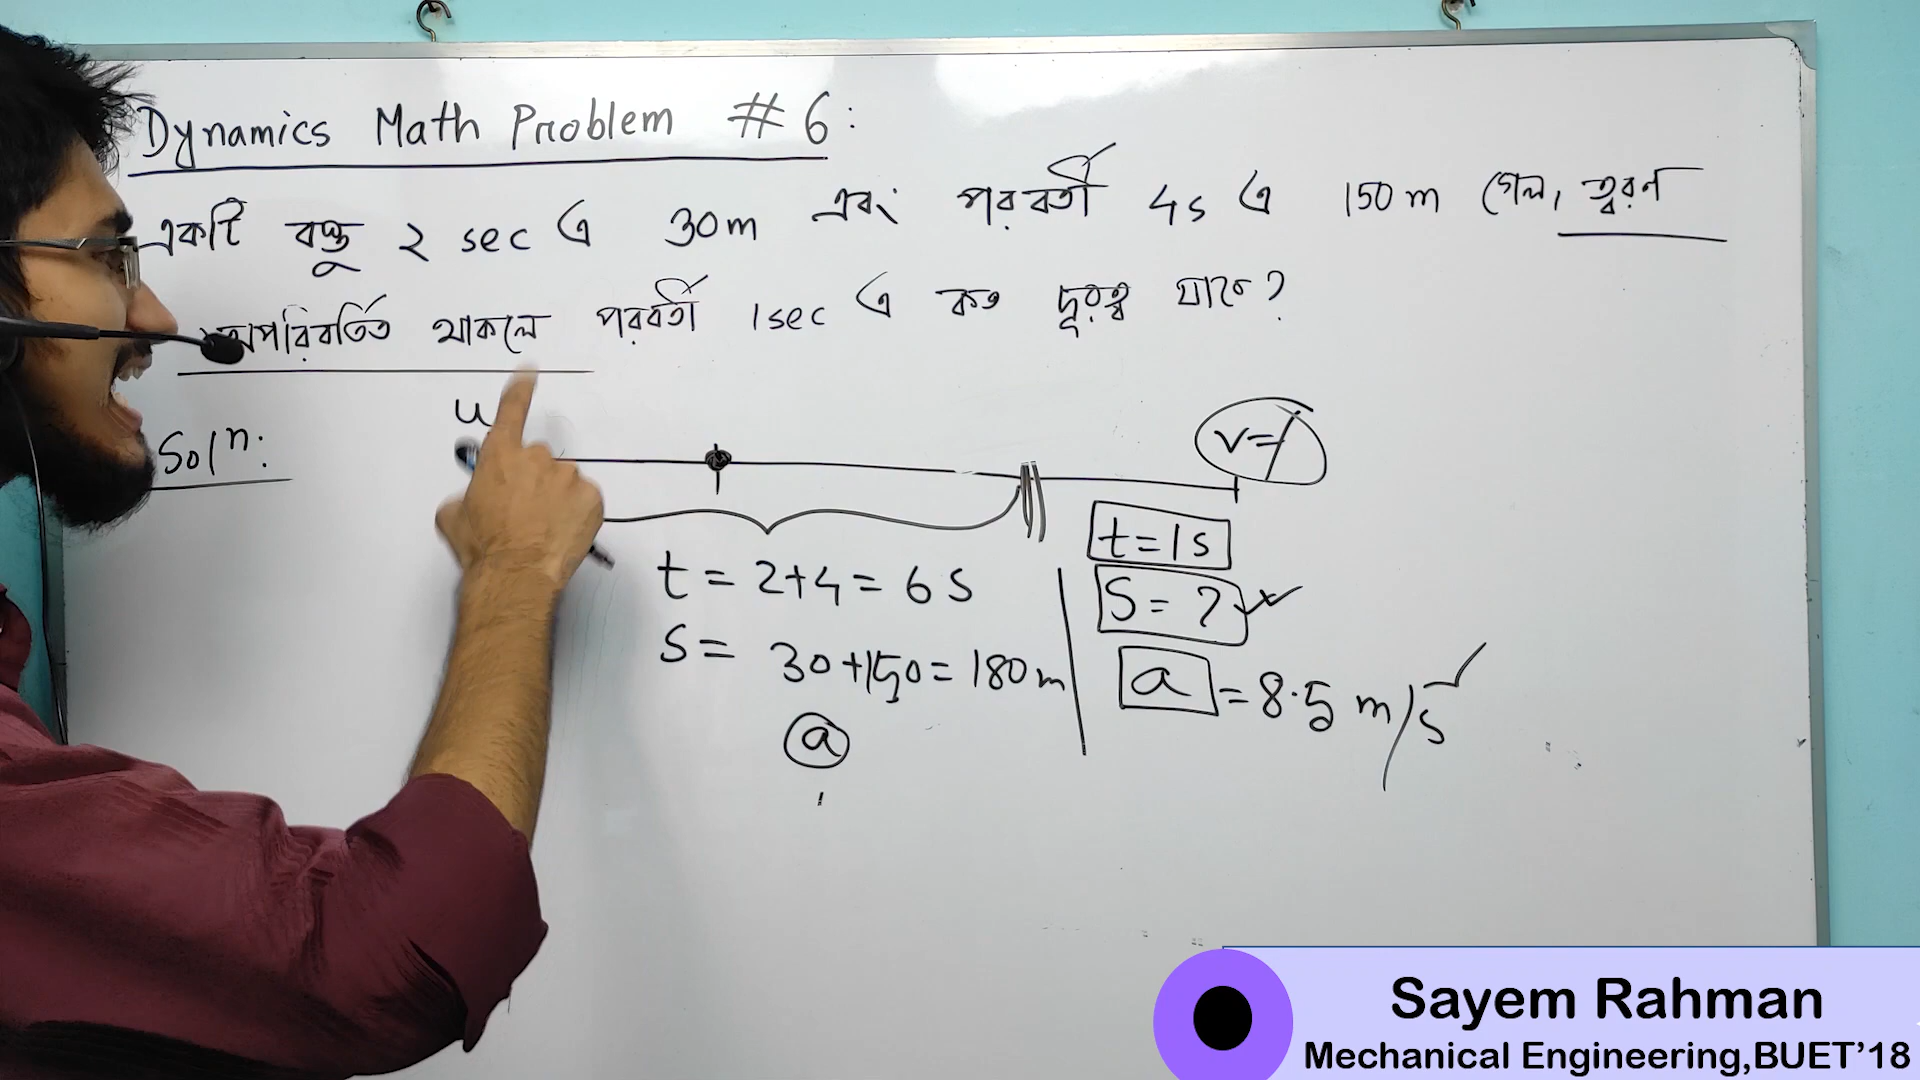 Dynamics Math Problem # 6:
একটি বস্তু ২ sec এ 30m এবং পরবর্তী 4s এ 150m গেল, ত্বরণ
অপরিবর্তিত থাকলে পরবর্তী 1sec এ কত দূরত্ব যাবে?
Solⁿ:
u
v=
t = 2+4 = 6 s
s = 30+150 = 180 m
a
t = 1s
S = ?
a = 8.5 m/s
Sayem Rahman
Mechanical Engineering,BUET’18